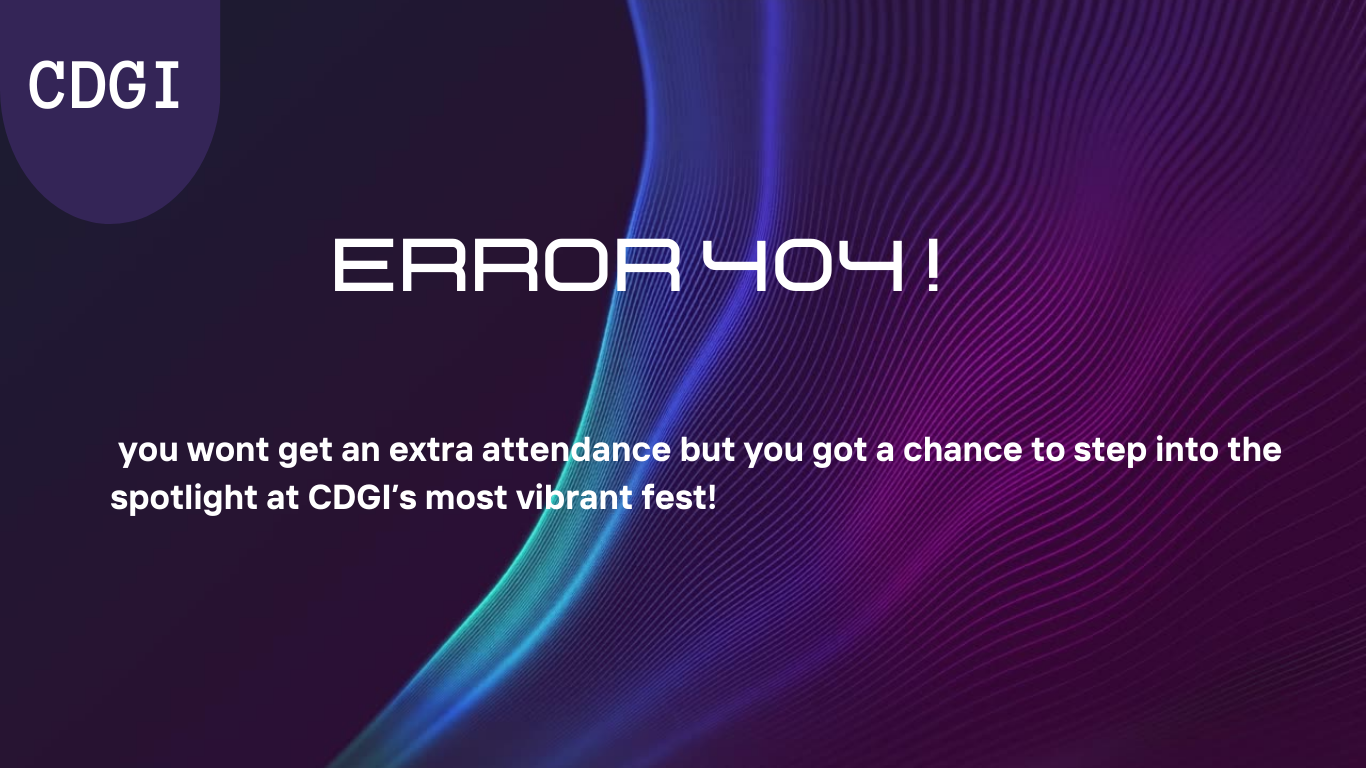 CDGI
ERROR 404 !
you wont get an extra attendance but you got a chance to step into the
spotlight at CDGI's most vibrant fest!